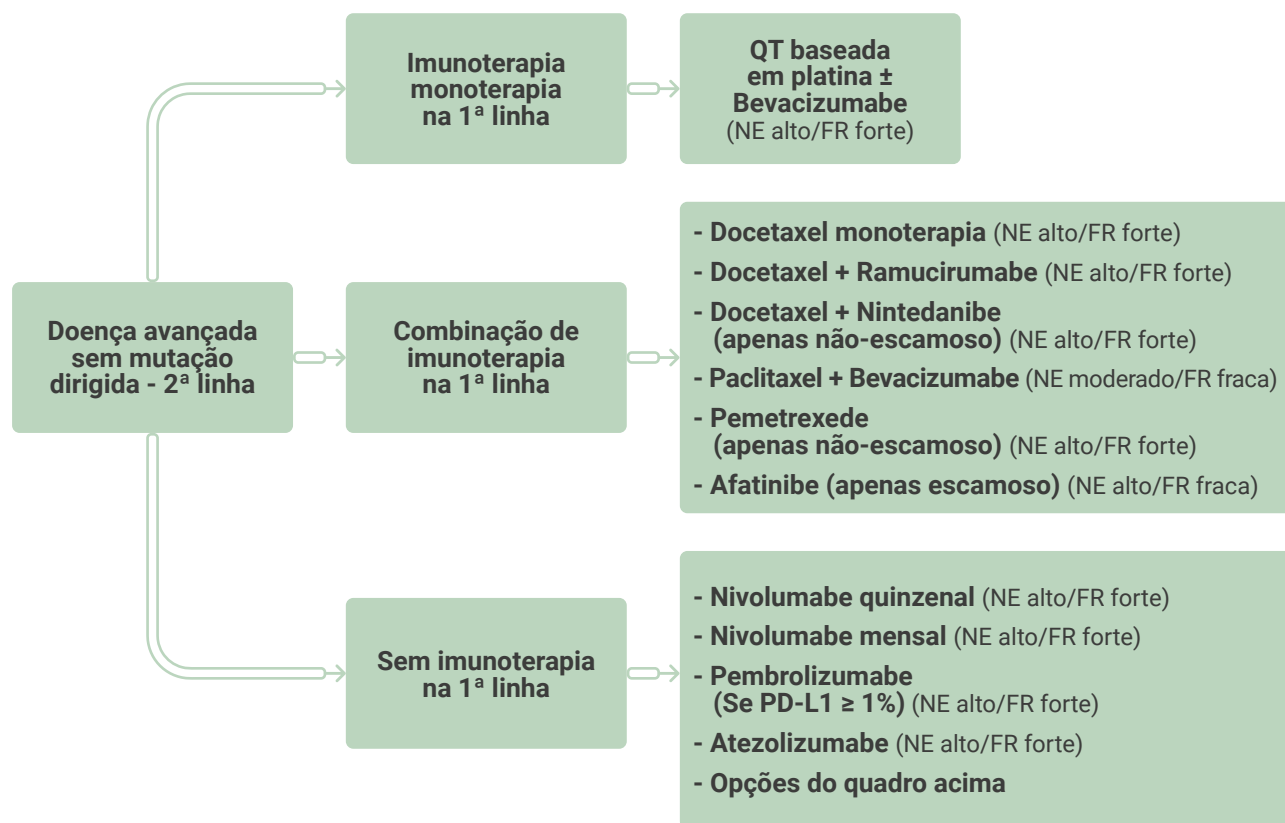 Imunoterapia
monoterapia
na 1ª linha
QT baseada
em platina ±
Bevacizumabe
(NE alto/FR forte)
Doença avançada
sem mutação
dirigida - 2ª linha
Combinação de
imunoterapia
na 1ª linha
- Docetaxel monoterapia (NE alto/FR forte)
- Docetaxel + Ramucirumabe (NE alto/FR forte)
- Docetaxel + Nintedanibe
(apenas não-escamoso) (NE alto/FR forte)
- Paclitaxel + Bevacizumabe (NE moderado/FR fraca)
- Pemetrexede
(apenas não-escamoso) (NE alto/FR forte)
- Afatinibe (apenas escamoso) (NE alto/FR fraca)
Sem imunoterapia
na 1ª linha
- Nivolumabe quinzenal (NE alto/FR forte)
- Nivolumabe mensal (NE alto/FR forte)
- Pembrolizumabe
(Se PD-L1 ≥ 1%) (NE alto/FR forte)
- Atezolizumabe (NE alto/FR forte)
- Opções do quadro acima